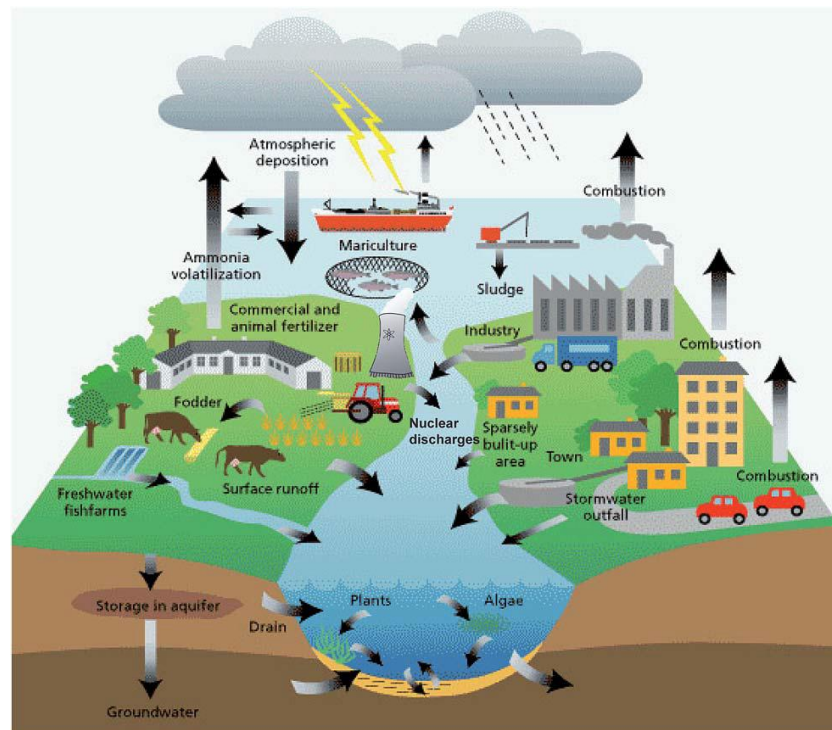 Atmospheric
deposition
Combustion
Mariculture
Ammonia
volatilization
Sludge
Commercial and
animal fertilizer
Industry
Combustion
Fodder
Nuclear
discharges
Sparsely
bulit-up
area
Town
Combustion
Freshwater
fishfarms
Surface runoff
Stormwater
outfall
Storage in aquifer
Plants
Algae
Drain
Groundwater